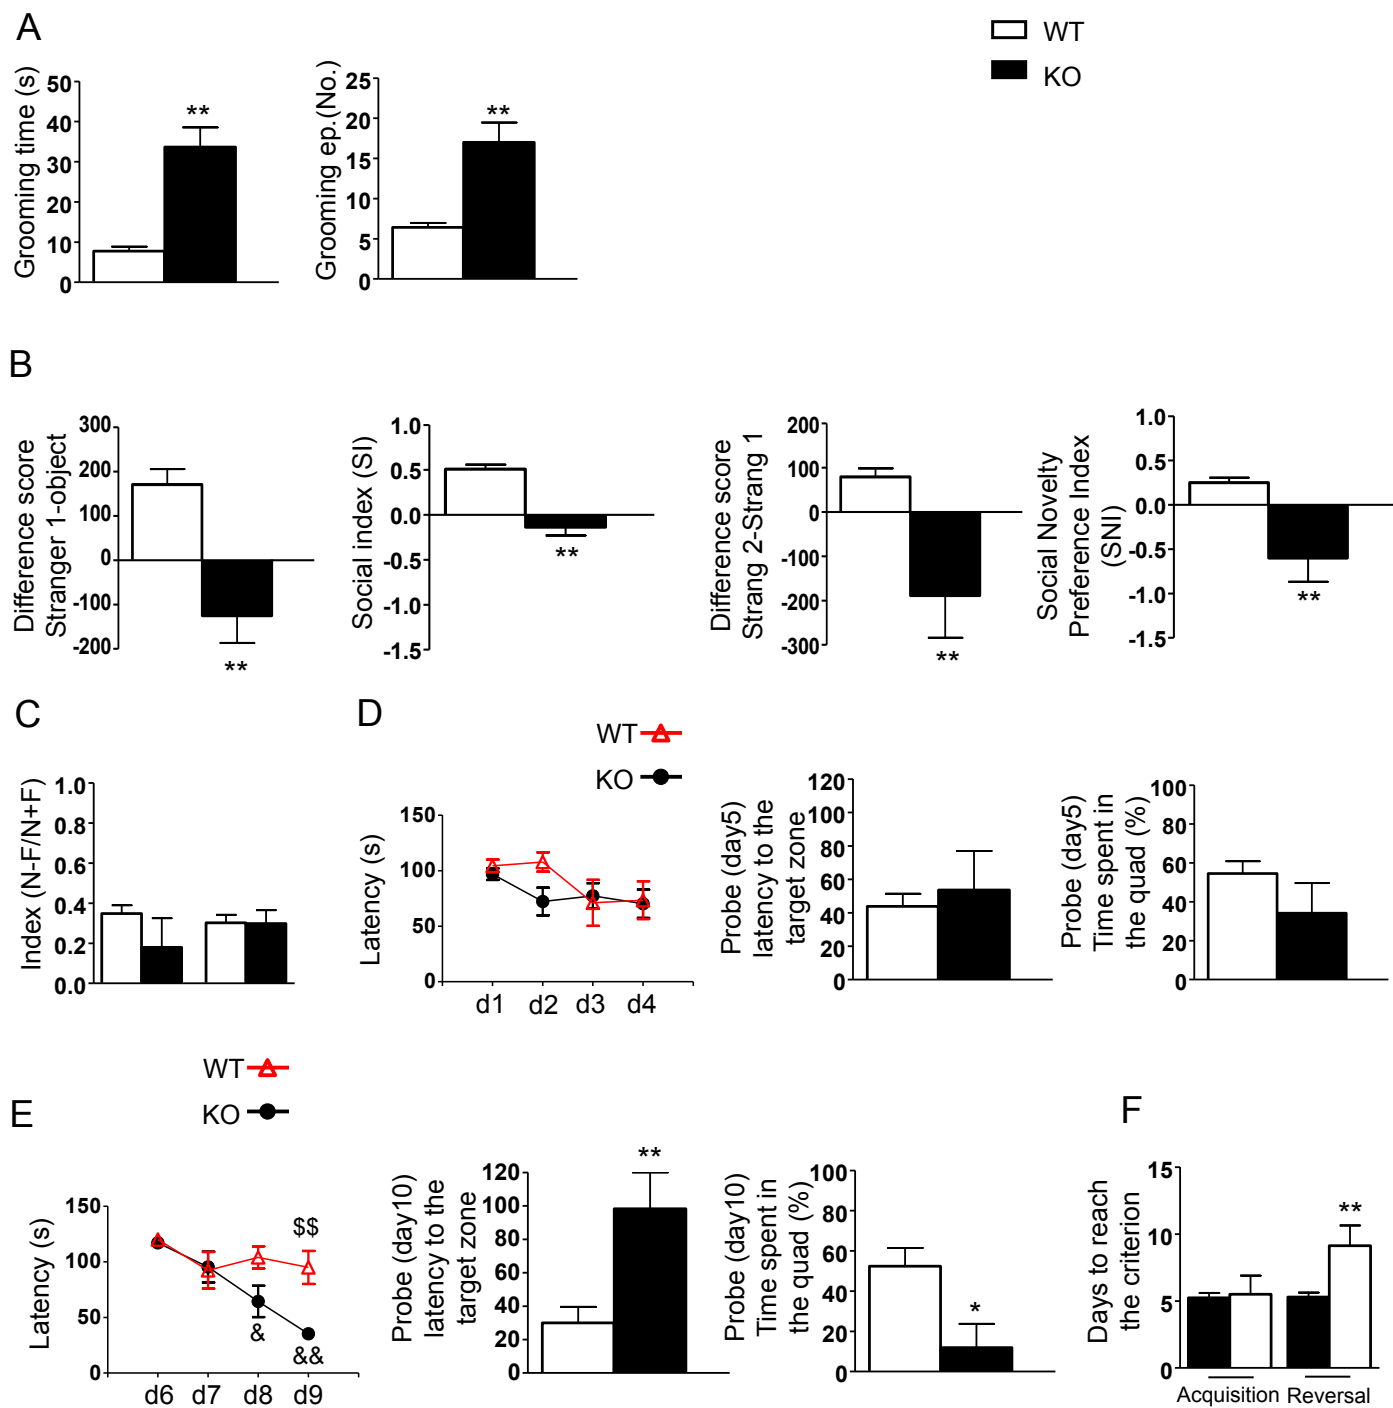 A
WT
KO
Grooming time (s)
50
40
30
20
10
0
**
Grooming ep.(No.)
25
20
15
10
5
0
**
B
Difference score
Stranger 1-object
300
200
100
0
-100
-200
**
Social index (SI)
1.0
0.5
0.0
-0.5
-1.0
-1.5
**
Difference score
Strang 2-Strang 1
200
100
0
-100
-200
-300
**
Social Novelty
Preference Index
(SNI)
1.0
0.5
0.0
-0.5
-1.0
-1.5
**
C
Index (N-F/N+F)
1.0
0.8
0.6
0.4
0.2
0.0
D
WT
KO
Latency (s)
150
100
50
0
d1 d2 d3 d4
Probe (day5)
latency to the
target zone
120
100
80
60
40
20
0
Probe (day5)
Time spent in
the quad (%)
100
80
60
40
20
0
E
WT
KO
Latency (s)
150
100
50
0
$$
&
&&
d6 d7 d8 d9
Probe (day10)
latency to the
target zone
120
100
80
60
40
20
0
**
Probe (day10)
Time spent in
the quad (%)
100
80
60
40
20
0
*
F
Days to reach
the criterion
15
10
5
0
**
Acquisition Reversal